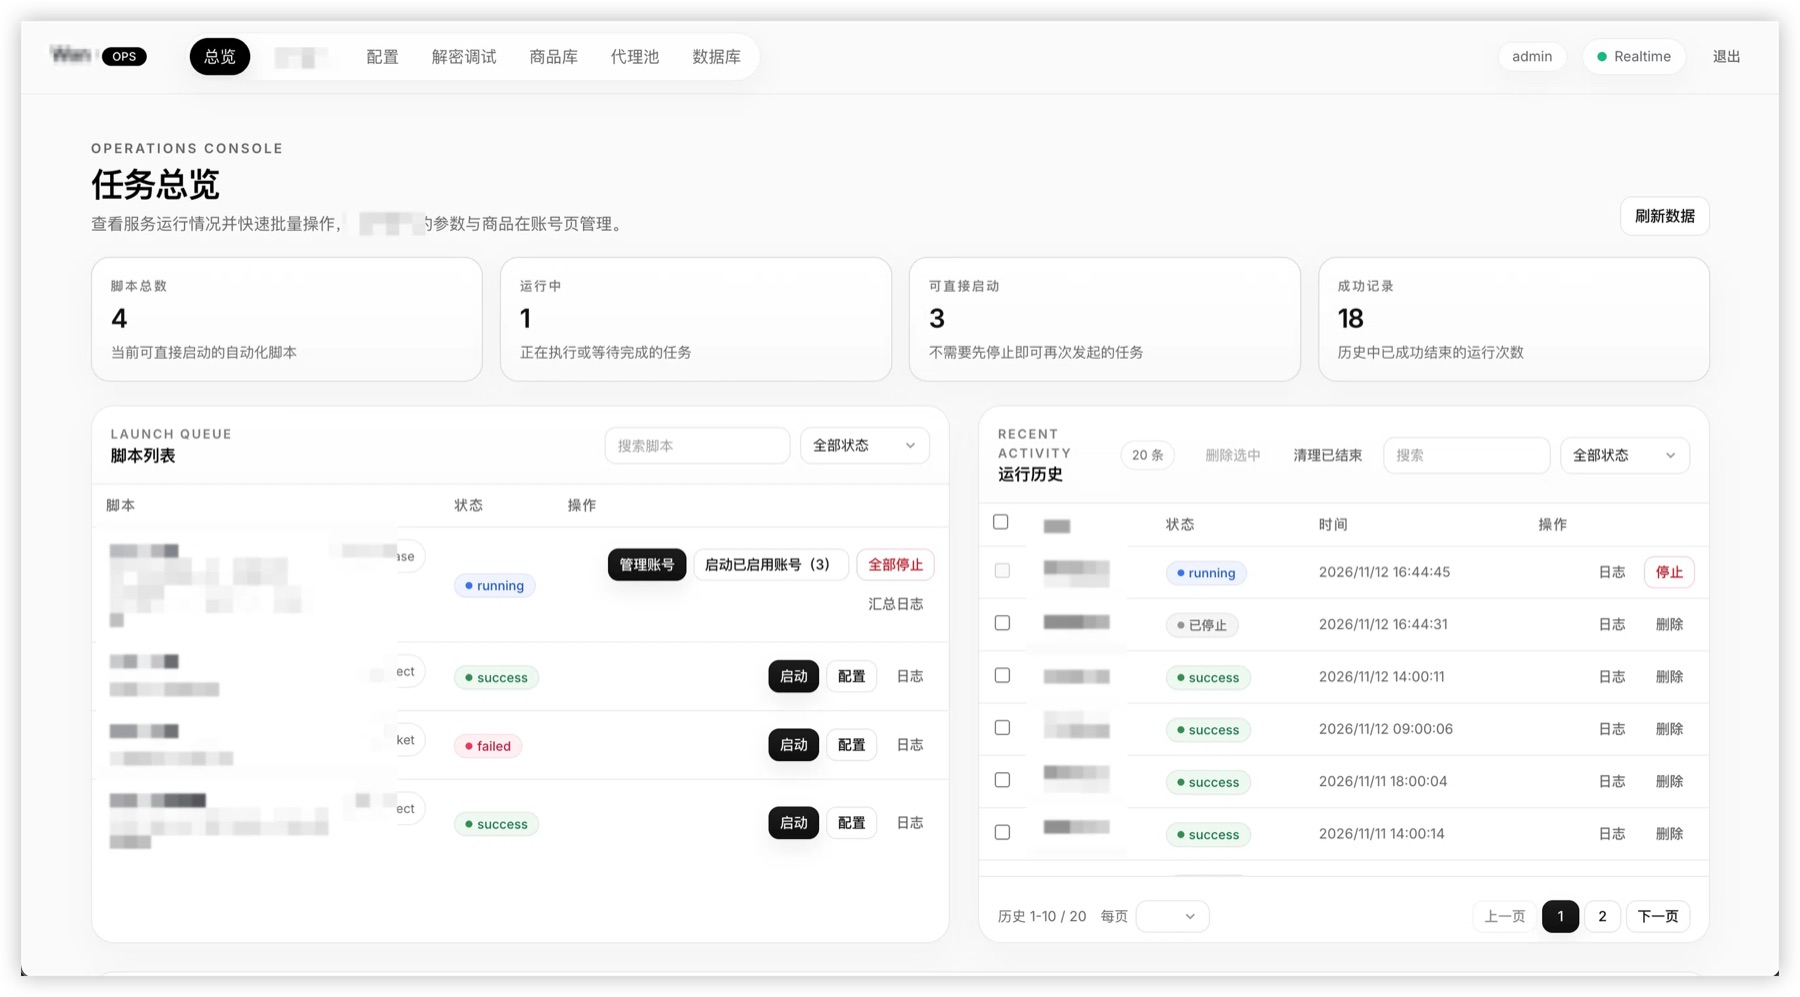 OPS
总览
配置
解密调试
商品库
代理池
数据库
admin
Realtime
退出
OPERATIONS CONSOLE
任务总览
查看服务运行情况并快速批量操作，
的参数与商品在账号页管理。
刷新数据
脚本总数
4
当前可直接启动的自动化脚本
运行中
1
正在执行或等待完成的任务
可直接启动
3
不需要先停止即可再次发起的任务
成功记录
18
历史中已成功结束的运行次数
LAUNCH QUEUE
脚本列表
搜索脚本
全部状态
脚本 状态 操作
ase
running
管理账号 启动已启用账号（3） 全部停止
汇总日志
ect
success
启动 配置 日志
ket
failed
启动 配置 日志
ect
success
启动 配置 日志
RECENT
ACTIVITY
运行历史
20 条
删除选中
清理已结束
搜索
全部状态
状态 时间 操作
running 2026/11/12 16:44:45 日志 停止
已停止 2026/11/12 16:44:31 日志 删除
success 2026/11/12 14:00:11 日志 删除
success 2026/11/12 09:00:06 日志 删除
success 2026/11/11 18:00:04 日志 删除
success 2026/11/11 14:00:14 日志 删除
历史 1-10 / 20 每页
上一页 1 2 下一页